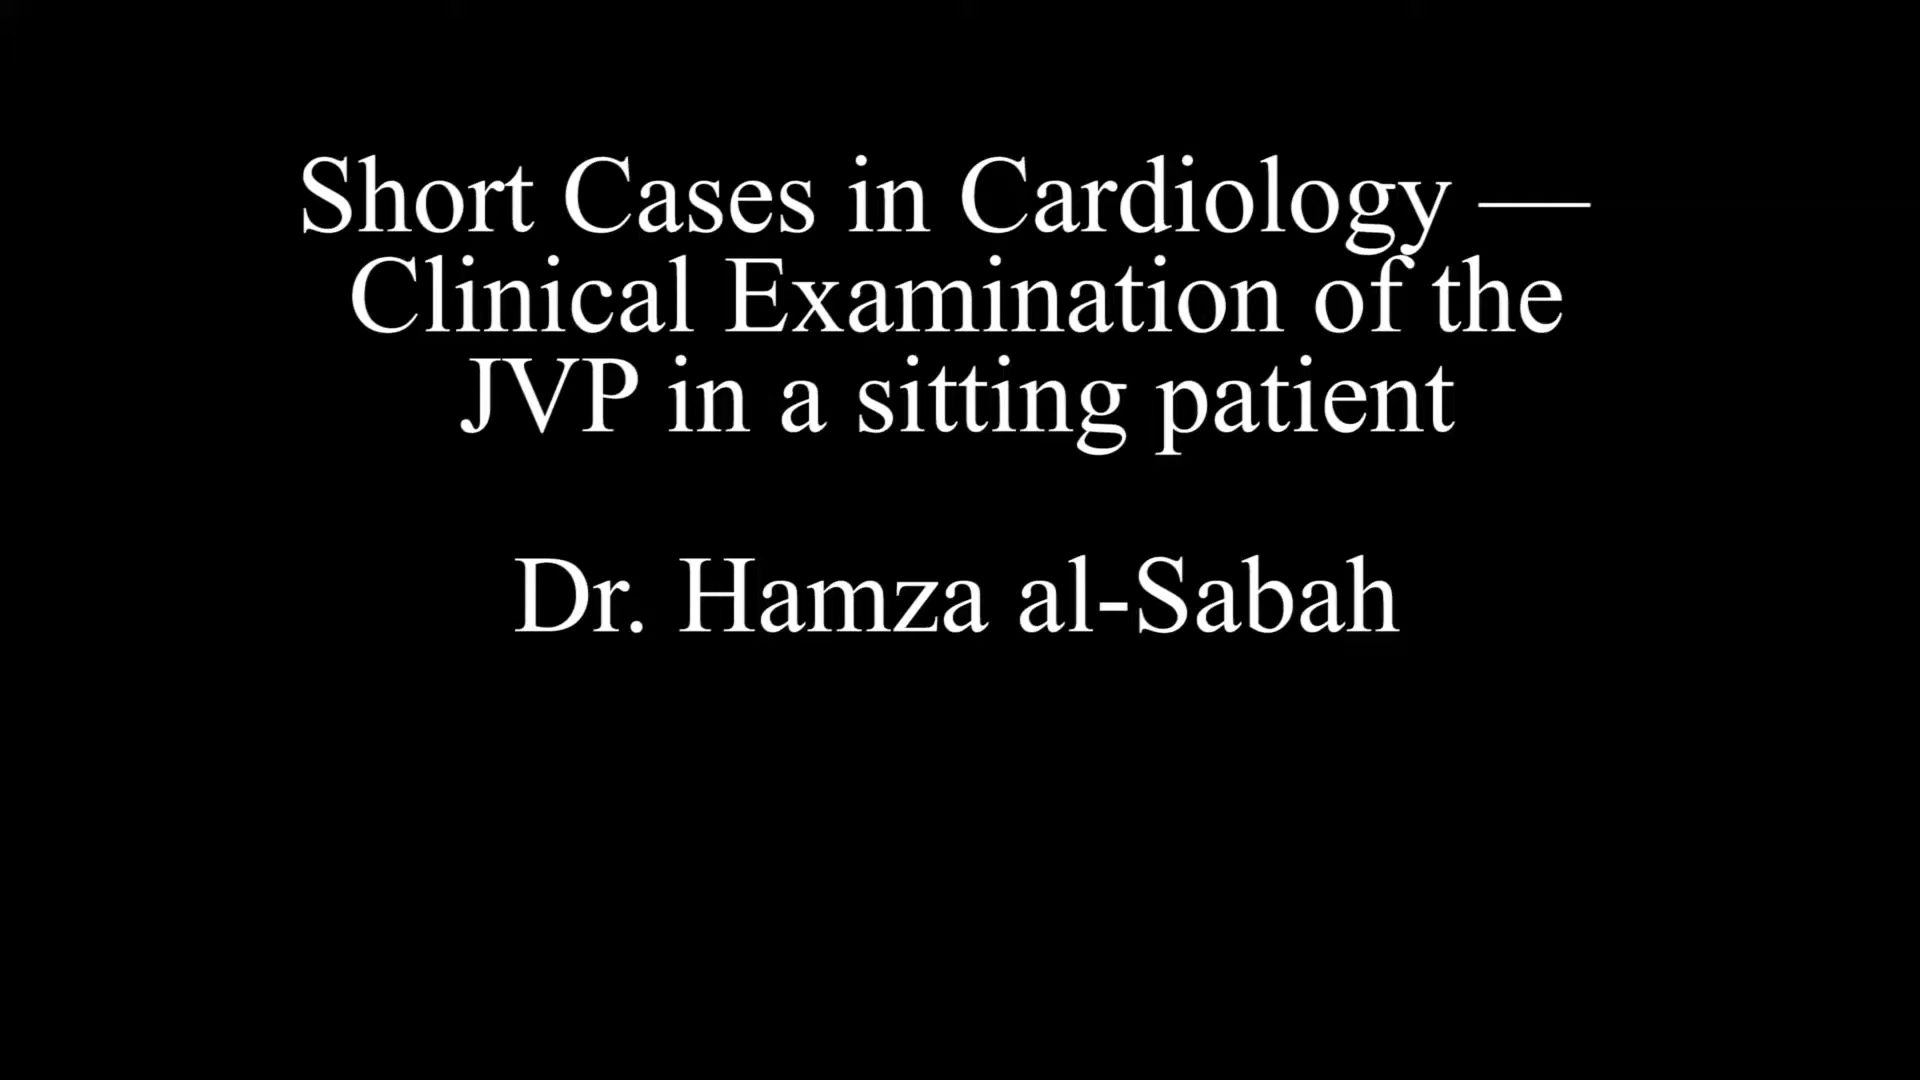 Short Cases in Cardiology —
Clinical Examination of the
JVP in a sitting patient
Dr. Hamza al-Sabah